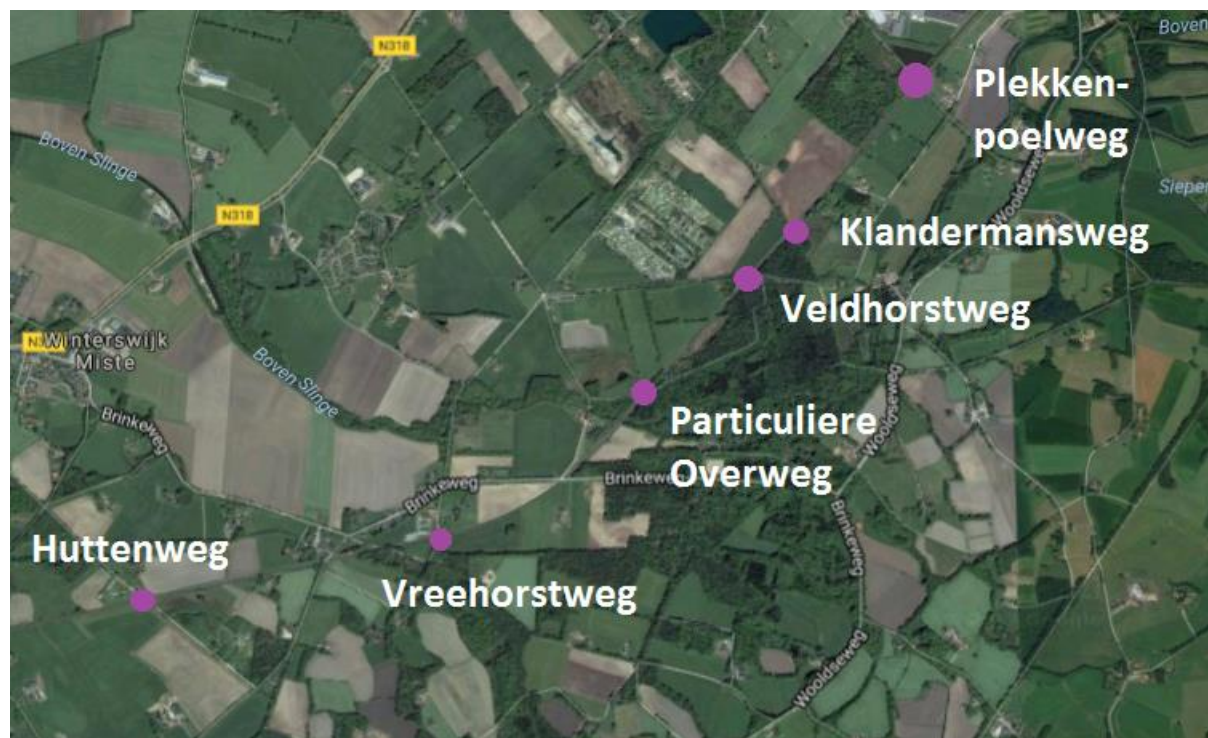 N318
Boven
Plekken-
poelweg
Boven Slinge
N318
Wooldseweg
Klandermansweg
Veldhorstweg
Winterswijk
Miste
Boven Slinge
Brinkeweg
Wooldseweg
Particuliere
Overweg
Brinkeweg
Brinkeweg
Brinkeweg
Huttenweg
Vreehorstweg
Wooldseweg